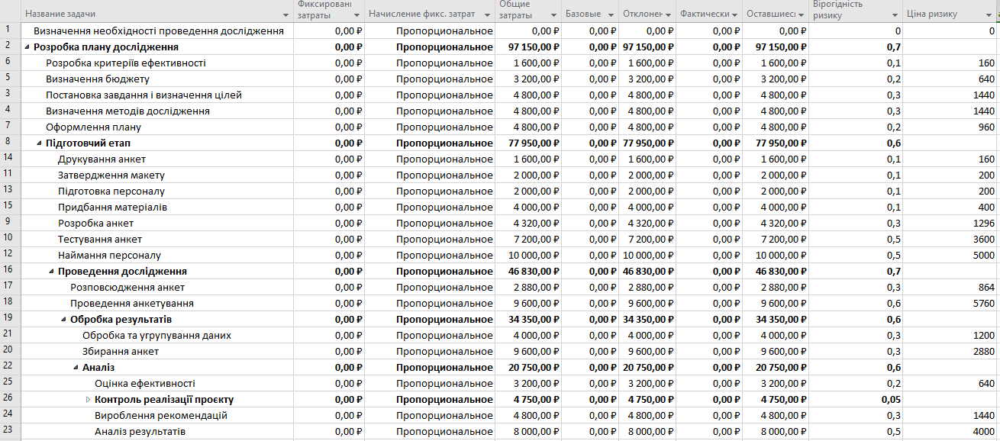 Название задачи Фиксировані затраты Начисление фикс. затрат Общие затраты Базовые Отклонен Фактически Оставшиес Вірогідність ризику Ціна ризику
1 Визначення необхідності проведення дослідження 0,00 ₽ Пропорциональное 0,00 ₽ 0,00 ₽ 0,00 ₽ 0,00 ₽ 0,00 ₽ 0 0
2 Розробка плану дослідження 0,00 ₽ Пропорциональное 97 150,00 ₽ 0,00 ₽ 97 150,00 ₽ 0,00 ₽ 97 150,00 ₽ 0,7
6 Розробка критеріїв ефективності 0,00 ₽ Пропорциональное 1 600,00 ₽ 0,00 ₽ 1 600,00 ₽ 0,00 ₽ 1 600,00 ₽ 0,1 160
5 Визначення бюджету 0,00 ₽ Пропорциональное 3 200,00 ₽ 0,00 ₽ 3 200,00 ₽ 0,00 ₽ 3 200,00 ₽ 0,2 640
3 Постановка завдання і визначення цілей 0,00 ₽ Пропорциональное 4 800,00 ₽ 0,00 ₽ 4 800,00 ₽ 0,00 ₽ 4 800,00 ₽ 0,3 1440
4 Визначення методів дослідження 0,00 ₽ Пропорциональное 4 800,00 ₽ 0,00 ₽ 4 800,00 ₽ 0,00 ₽ 4 800,00 ₽ 0,3 1440
7 Оформлення плану 0,00 ₽ Пропорциональное 4 800,00 ₽ 0,00 ₽ 4 800,00 ₽ 0,00 ₽ 4 800,00 ₽ 0,2 960
8 Підготовчий етап 0,00 ₽ Пропорциональное 77 950,00 ₽ 0,00 ₽ 77 950,00 ₽ 0,00 ₽ 77 950,00 ₽ 0,6
14 Друкування анкет 0,00 ₽ Пропорциональное 1 600,00 ₽ 0,00 ₽ 1 600,00 ₽ 0,00 ₽ 1 600,00 ₽ 0,1 160
11 Затвердження макету 0,00 ₽ Пропорциональное 2 000,00 ₽ 0,00 ₽ 2 000,00 ₽ 0,00 ₽ 2 000,00 ₽ 0,1 200
13 Підготовка персоналу 0,00 ₽ Пропорциональное 2 000,00 ₽ 0,00 ₽ 2 000,00 ₽ 0,00 ₽ 2 000,00 ₽ 0,1 200
15 Придбання матеріалів 0,00 ₽ Пропорциональное 4 000,00 ₽ 0,00 ₽ 4 000,00 ₽ 0,00 ₽ 4 000,00 ₽ 0,1 400
9 Розробка анкет 0,00 ₽ Пропорциональное 4 320,00 ₽ 0,00 ₽ 4 320,00 ₽ 0,00 ₽ 4 320,00 ₽ 0,3 1296
10 Тестування анкет 0,00 ₽ Пропорциональное 7 200,00 ₽ 0,00 ₽ 7 200,00 ₽ 0,00 ₽ 7 200,00 ₽ 0,5 3600
12 Наймання персоналу 0,00 ₽ Пропорциональное 10 000,00 ₽ 0,00 ₽ 10 000,00 ₽ 0,00 ₽ 10 000,00 ₽ 0,5 5000
16 Проведення дослідження 0,00 ₽ Пропорциональное 46 830,00 ₽ 0,00 ₽ 46 830,00 ₽ 0,00 ₽ 46 830,00 ₽ 0,7
17 Розповсюдження анкет 0,00 ₽ Пропорциональное 2 880,00 ₽ 0,00 ₽ 2 880,00 ₽ 0,00 ₽ 2 880,00 ₽ 0,3 864
18 Проведення анкетування 0,00 ₽ Пропорциональное 9 600,00 ₽ 0,00 ₽ 9 600,00 ₽ 0,00 ₽ 9 600,00 ₽ 0,6 5760
19 Обробка результатів 0,00 ₽ Пропорциональное 34 350,00 ₽ 0,00 ₽ 34 350,00 ₽ 0,00 ₽ 34 350,00 ₽ 0,6
21 Обробка та угрупування даних 0,00 ₽ Пропорциональное 4 000,00 ₽ 0,00 ₽ 4 000,00 ₽ 0,00 ₽ 4 000,00 ₽ 0,3 1200
20 Збирання анкет 0,00 ₽ Пропорциональное 9 600,00 ₽ 0,00 ₽ 9 600,00 ₽ 0,00 ₽ 9 600,00 ₽ 0,3 2880
22 Аналіз 0,00 ₽ Пропорциональное 20 750,00 ₽ 0,00 ₽ 20 750,00 ₽ 0,00 ₽ 20 750,00 ₽ 0,6
25 Оцінка ефективності 0,00 ₽ Пропорциональное 3 200,00 ₽ 0,00 ₽ 3 200,00 ₽ 0,00 ₽ 3 200,00 ₽ 0,2 640
26 Контроль реалізації проєкту 0,00 ₽ Пропорциональное 4 750,00 ₽ 0,00 ₽ 4 750,00 ₽ 0,00 ₽ 4 750,00 ₽ 0,05
24 Вироблення рекомендацій 0,00 ₽ Пропорциональное 4 800,00 ₽ 0,00 ₽ 4 800,00 ₽ 0,00 ₽ 4 800,00 ₽ 0,3 1440
23 Аналіз результатів 0,00 ₽ Пропорциональное 8 000,00 ₽ 0,00 ₽ 8 000,00 ₽ 0,00 ₽ 8 000,00 ₽ 0,5 4000